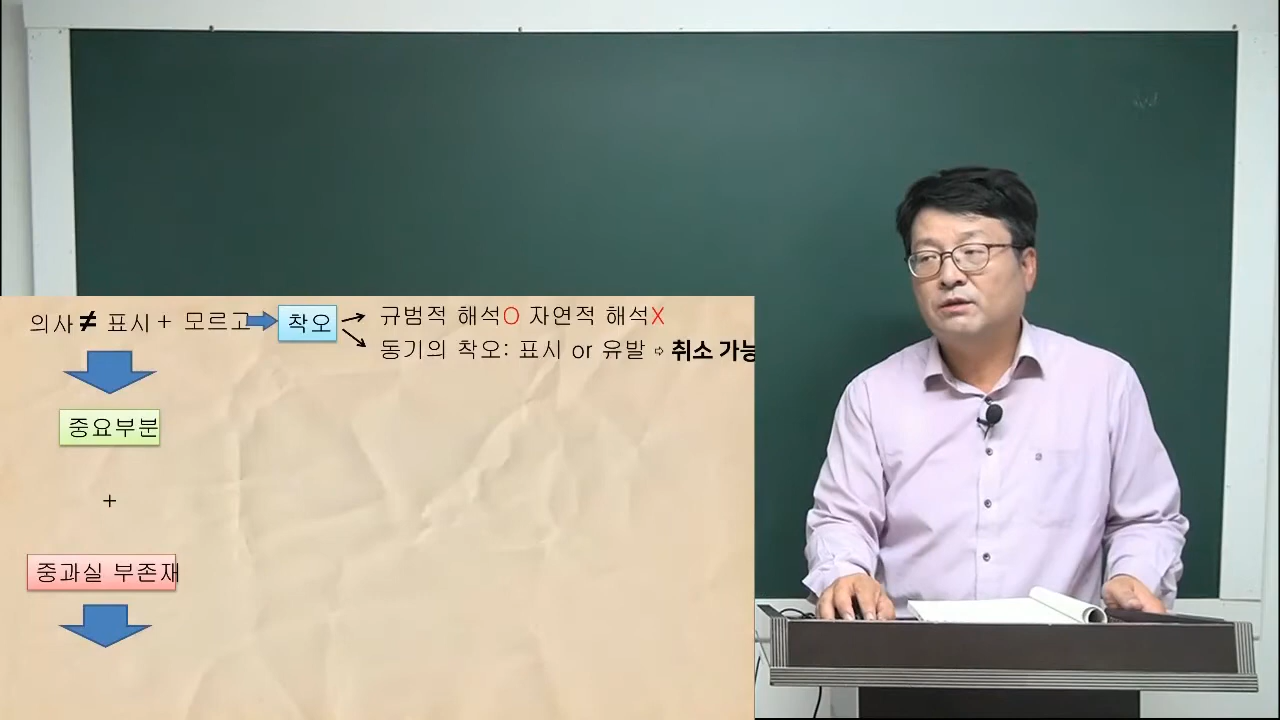 의사≠ 표시+ 모르고 착오 규범적 해석O 자연적 해석X
동기의 착오: 표시 or 유발 ⇨ 취소 가능
중요부분
+
중과실 부존재